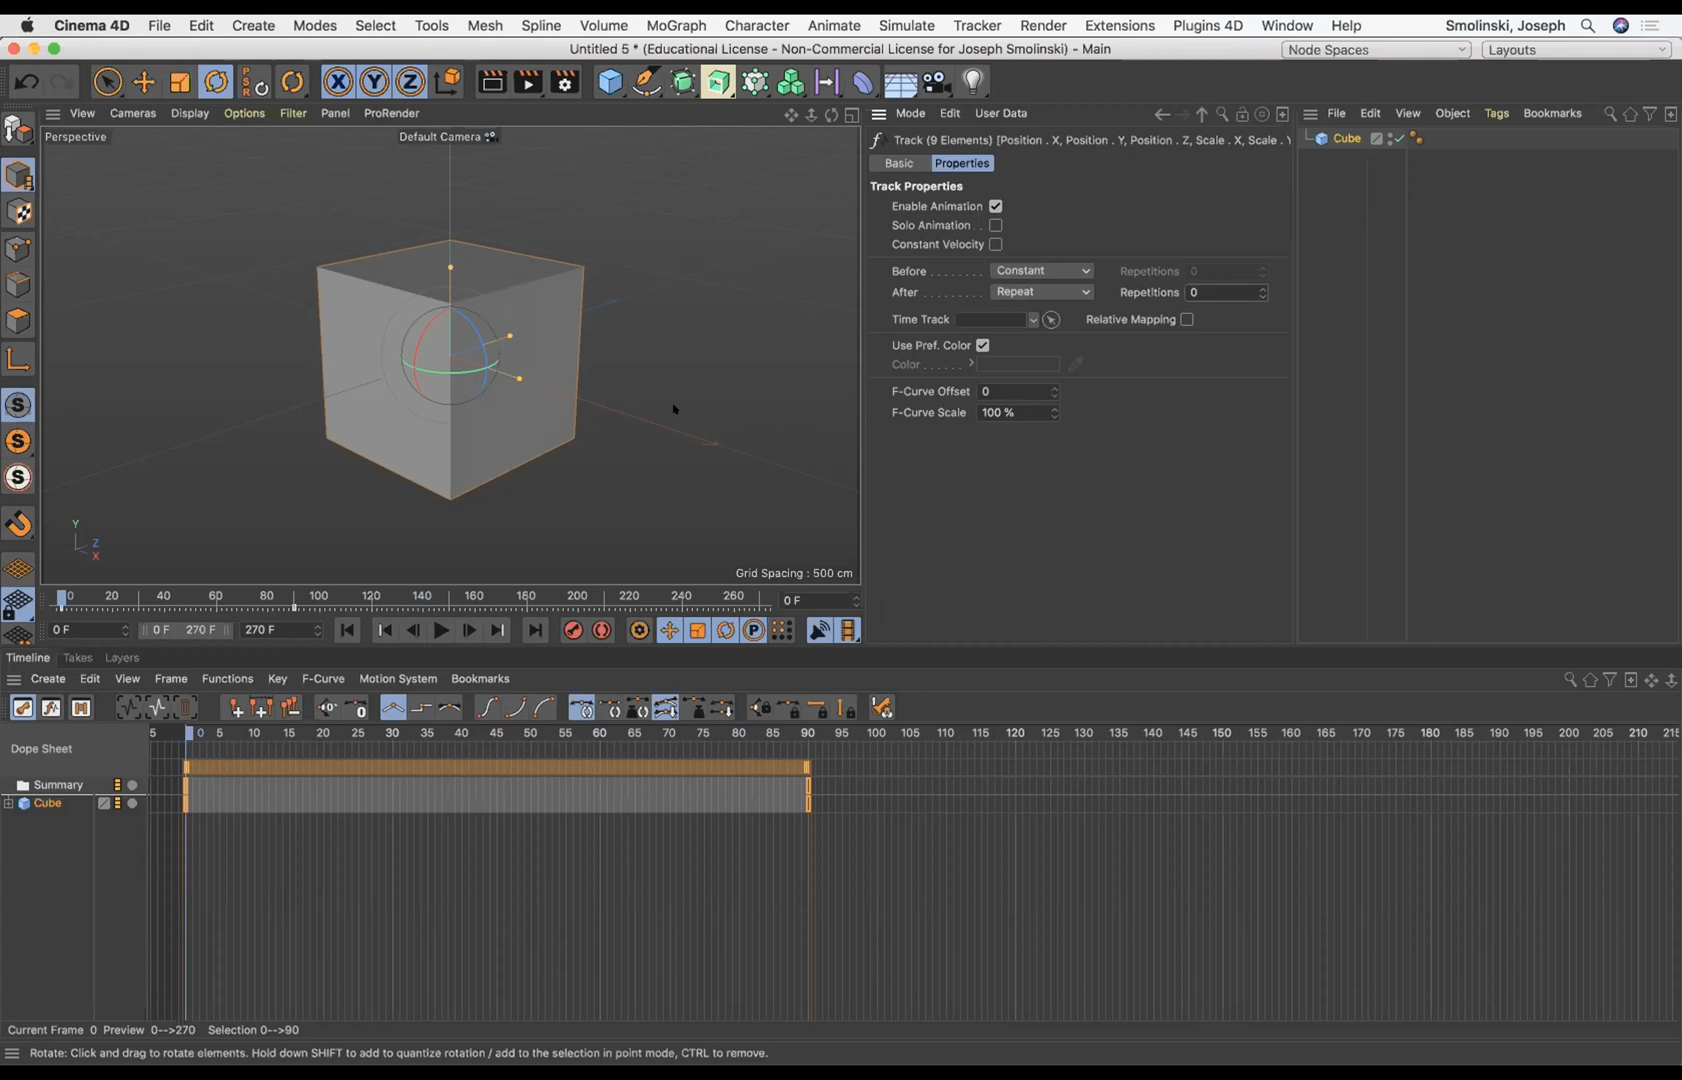 Cinema 4D File Edit Create Modes Select Tools Mesh Spline Volume MoGraph Character Animate Simulate Tracker Render Extensions Plugins 4D Window Help Smolinski, Joseph
Untitled 5 * (Educational License - Non-Commercial License for Joseph Smolinski) - Main Node Spaces Layouts
P S R X Y Z
View Cameras Display Options Filter Panel ProRender Mode Edit User Data File Edit View Object Tags Bookmarks
Perspective Default Camera
Track (9 Elements) [Position . X, Position . Y, Position . Z, Scale . X, Scale . Y
Cube
Basic Properties
Track Properties
Enable Animation
Solo Animation
Constant Velocity
Before Constant Repetitions 0
After Repeat Repetitions 0
Time Track Relative Mapping
Use Pref. Color
Color
F-Curve Offset 0
F-Curve Scale 100 %
S
S
S
Y
Z
X
Grid Spacing : 500 cm
0 20 40 60 80 100 120 140 160 180 200 220 240 260 0 F
0 F 0 F 270 F 270 F P
Timeline Takes Layers
Create Edit View Frame Functions Key F-Curve Motion System Bookmarks
0
5 0 5 10 15 20 25 30 35 40 45 50 55 60 65 70 75 80 85 90 95 100 105 110 115 120 125 130 135 140 145 150 155 160 165 170 175 180 185 190 195 200 205 210 215
Dope Sheet
Summary
Cube
Current Frame 0 Preview 0-->270 Selection 0-->90
Rotate: Click and drag to rotate elements. Hold down SHIFT to add to quantize rotation / add to the selection in point mode, CTRL to remove.